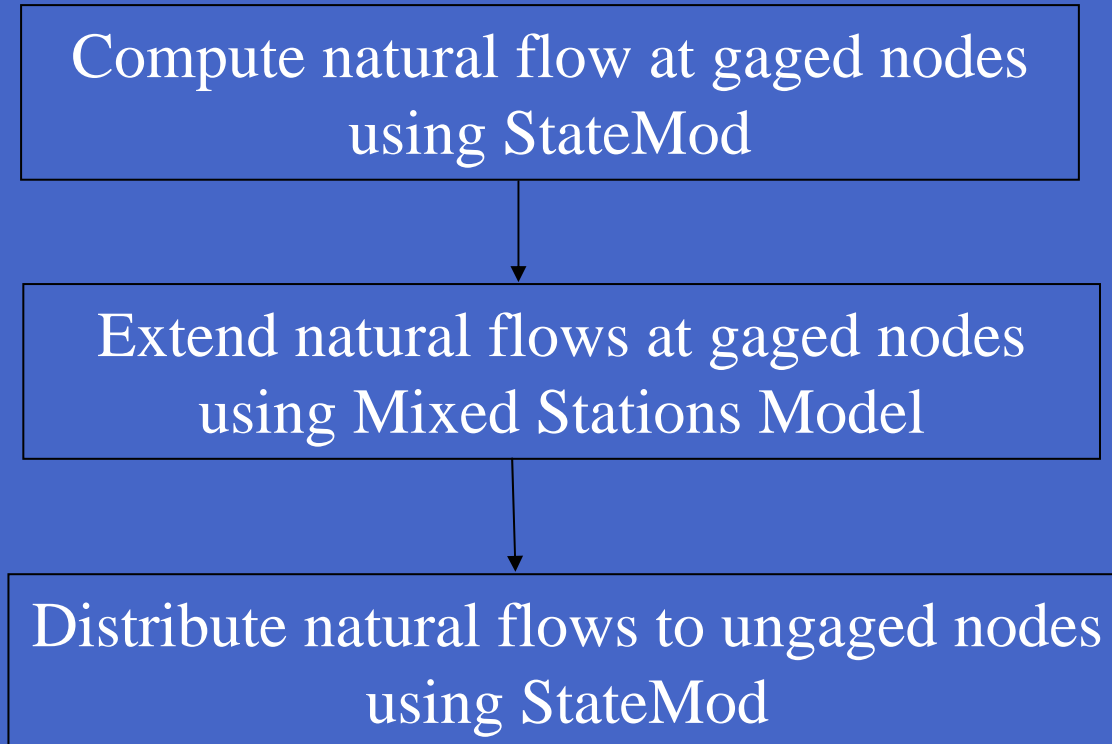 Compute natural flow at gaged nodes
using StateMod
Extend natural flows at gaged nodes
using Mixed Stations Model
Distribute natural flows to ungaged nodes
using StateMod